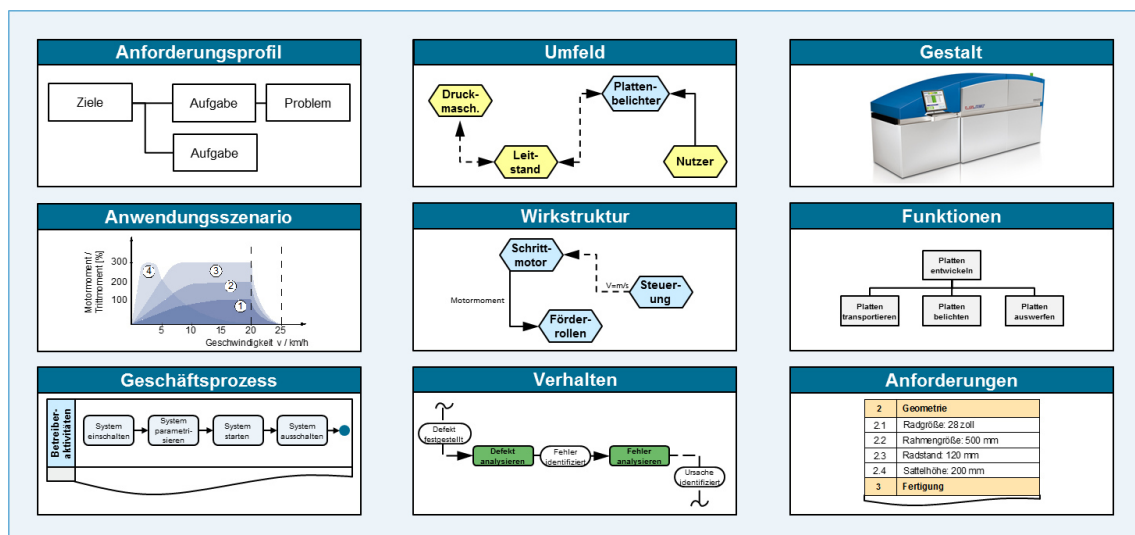 Anforderungsprofil
Ziele
Aufgabe
Problem
Aufgabe
Umfeld
Druck-
masch.
Platten-
belichter
Leit-
stand
Nutzer
Gestalt
Anwendungsszenario
Motormoment /
Trittmoment [%]
300
200
100
4
3
2
1
5 10 15 20 25
Geschwindigkeit v / km/h
Wirkstruktur
Schritt-
motor
V=m/s
Steuer-
ung
Motormoment
Förder-
rollen
Funktionen
Platten
entwickeln
Platten
transportieren
Platten
belichten
Platten
auswerfen
Geschäftsprozess
Betreiber-
aktivitäten
System
einschalten
System
parametri-
sieren
System
starten
System
ausschalten
Verhalten
Defekt
festgestellt
Defekt
analysieren
Fehler
identifiziert
Fehler
analysieren
Ursache
identifiziert
Anforderungen
2 Geometrie
2.1 Radgröße: 28 zoll
2.2 Rahmengröße: 500 mm
2.3 Radstand: 120 mm
2.4 Sattelhöhe: 200 mm
3 Fertigung